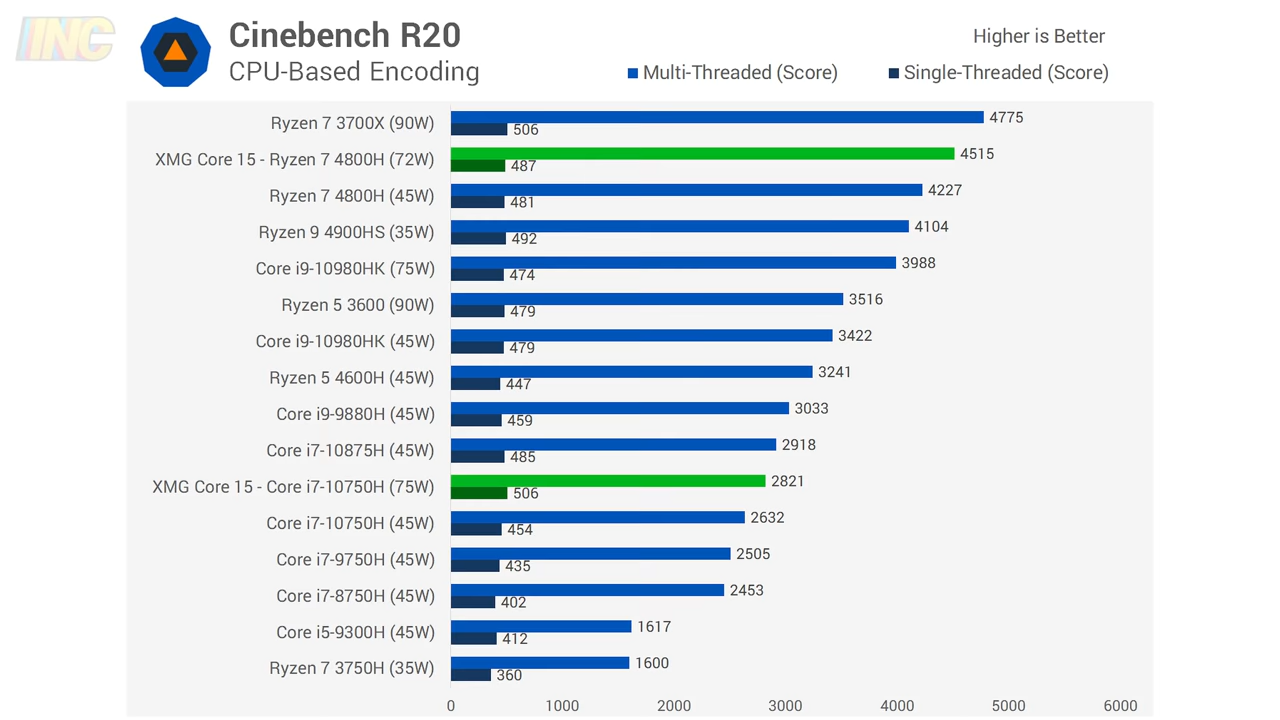 INC
Cinebench R20
CPU-Based Encoding
Higher is Better
Multi-Threaded (Score)
Single-Threaded (Score)
Ryzen 7 3700X (90W)
4775
506
XMG Core 15 - Ryzen 7 4800H (72W)
4515
487
Ryzen 7 4800H (45W)
4227
481
Ryzen 9 4900HS (35W)
4104
492
Core i9-10980HK (75W)
3988
474
Ryzen 5 3600 (90W)
3516
479
Core i9-10980HK (45W)
3422
479
Ryzen 5 4600H (45W)
3241
447
Core i9-9880H (45W)
3033
459
Core i7-10875H (45W)
2918
485
XMG Core 15 - Core i7-10750H (75W)
2821
506
Core i7-10750H (45W)
2632
454
Core i7-9750H (45W)
2505
435
Core i7-8750H (45W)
2453
402
Core i5-9300H (45W)
1617
412
Ryzen 7 3750H (35W)
1600
360
0 1000 2000 3000 4000 5000 6000